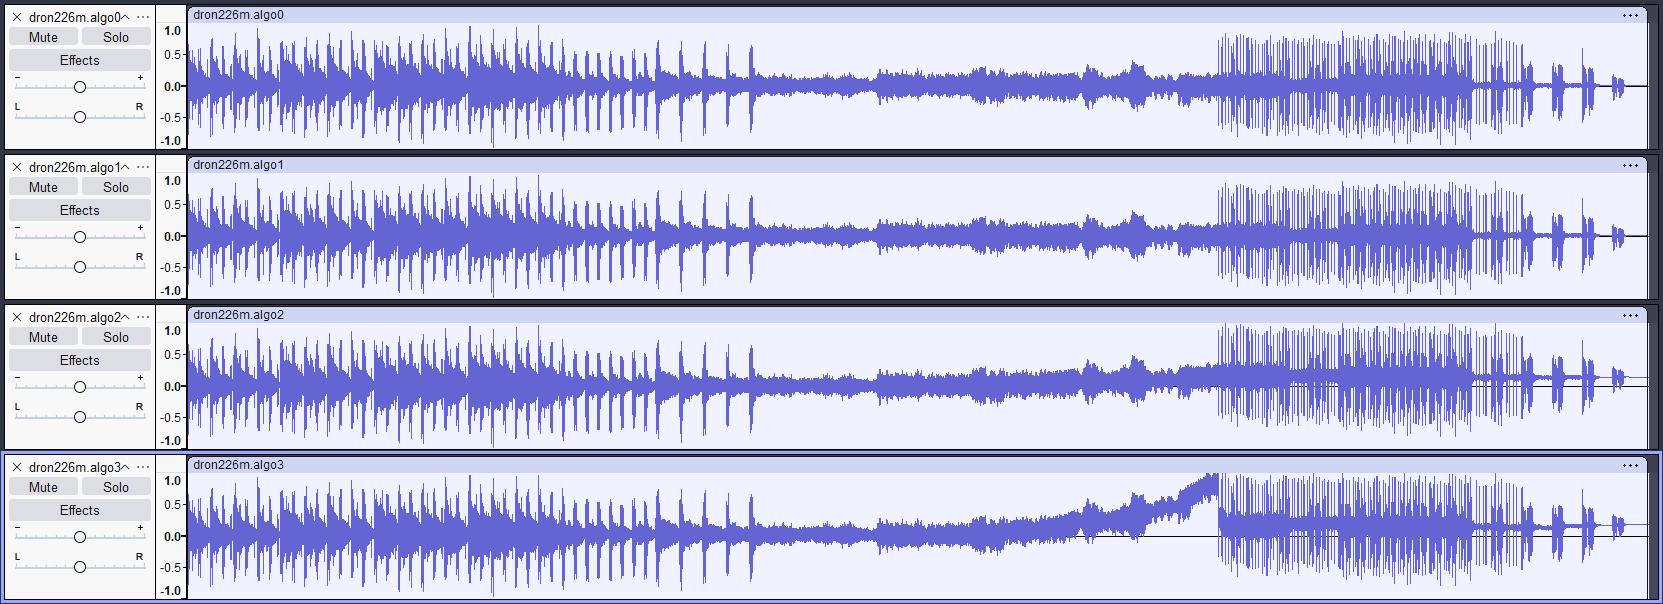 dron226m.algo0
Mute Solo
Effects
- +
L R
1.0
0.5
0.0
-0.5
-1.0
dron226m.algo0
dron226m.algo1
Mute Solo
Effects
- +
L R
1.0
0.5
0.0
-0.5
-1.0
dron226m.algo1
dron226m.algo2
Mute Solo
Effects
- +
L R
1.0
0.5
0.0
-0.5
-1.0
dron226m.algo2
dron226m.algo3
Mute Solo
Effects
- +
L R
1.0
0.5
0.0
-0.5
-1.0
dron226m.algo3